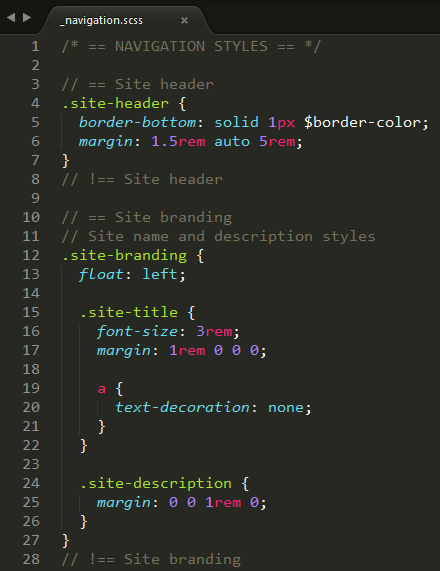 _navigation.scss ×
1 /* == NAVIGATION STYLES == */
2
3 // == Site header
4 .site-header {
5   border-bottom: solid 1px $border-color;
6   margin: 1.5rem auto 5rem;
7 }
8 // !== Site header
9
10 // == Site branding
11 // Site name and description styles
12 .site-branding {
13   float: left;
14
15   .site-title {
16     font-size: 3rem;
17     margin: 1rem 0 0 0;
18
19     a {
20       text-decoration: none;
21     }
22   }
23
24   .site-description {
25     margin: 0 0 1rem 0;
26   }
27 }
28 // !== Site branding